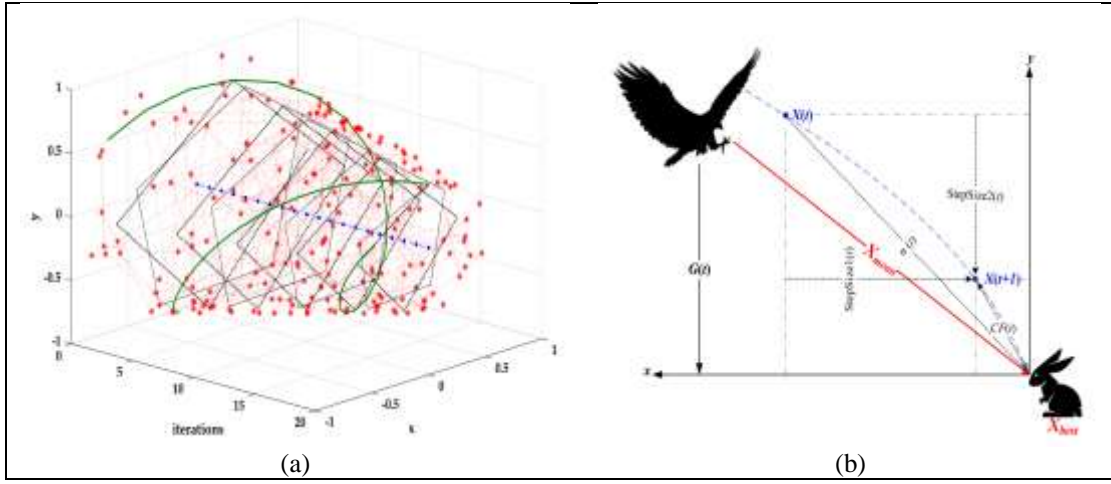 1
0.5
0
-0.5
-1
y
0
5
10
15
20
iterations
-1
-0.5
0
0.5
1
x
(a)
y
X(t)
StepSize2(t)
G(t)
StepSize1(t)
X(t+1)
CF(t)
x
X_best
(b)